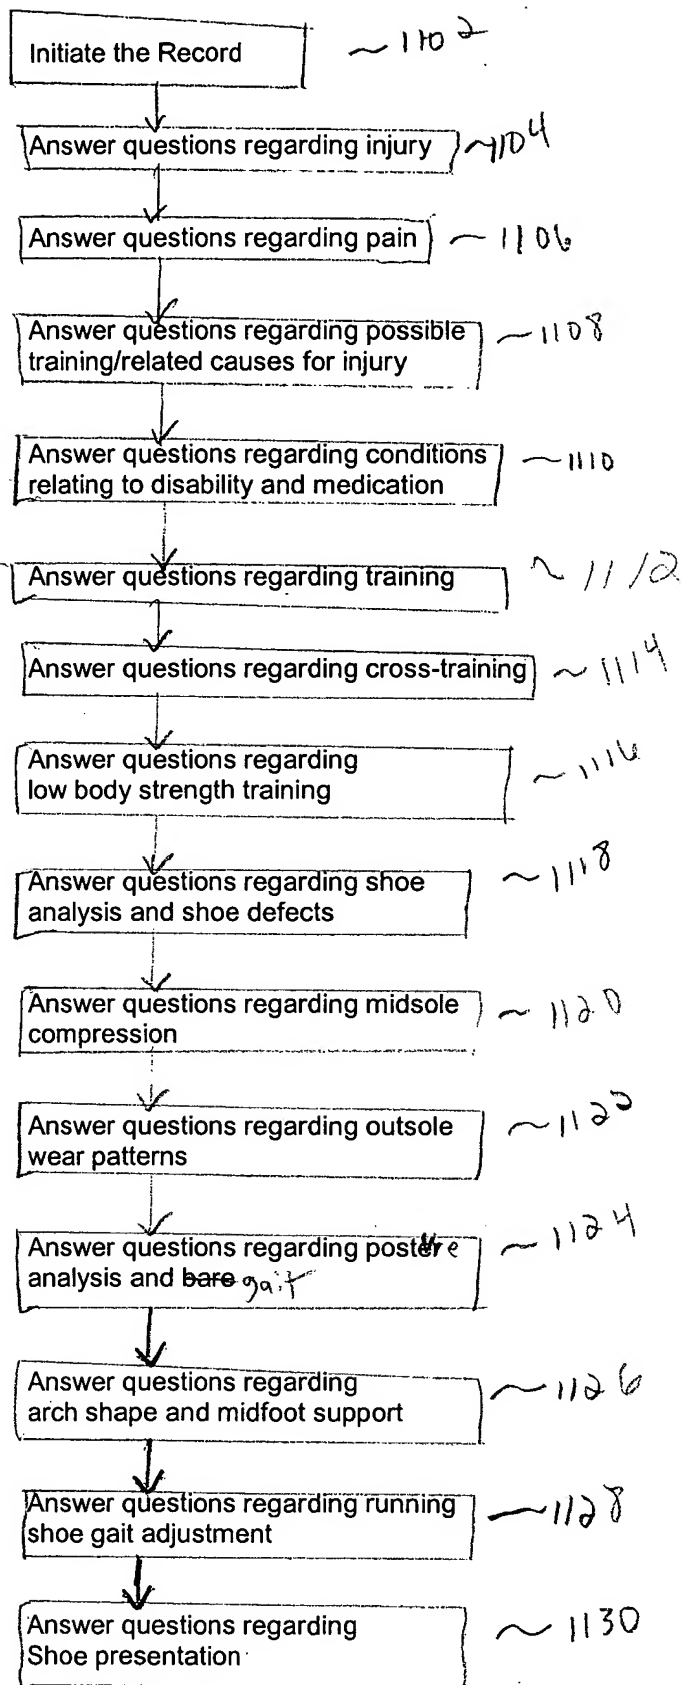 Initiate the Record ~1102
Answer questions regarding injury ~1104
Answer questions regarding pain ~1106
Answer questions regarding possible ~1108
training/related causes for injury
Answer questions regarding conditions ~1110
relating to disability and medication
Answer questions regarding training ~1112
Answer questions regarding cross-training ~1114
Answer questions regarding ~1116
low body strength training
Answer questions regarding shoe ~1118
analysis and shoe defects
Answer questions regarding midsole ~1120
compression
Answer questions regarding outsole ~1122
wear patterns
Answer questions regarding posture ~1124
analysis and bare gait
Answer questions regarding ~1126
arch shape and midfoot support
Answer questions regarding running ~1128
shoe gait adjustment
Answer questions regarding ~1130
Shoe presentation